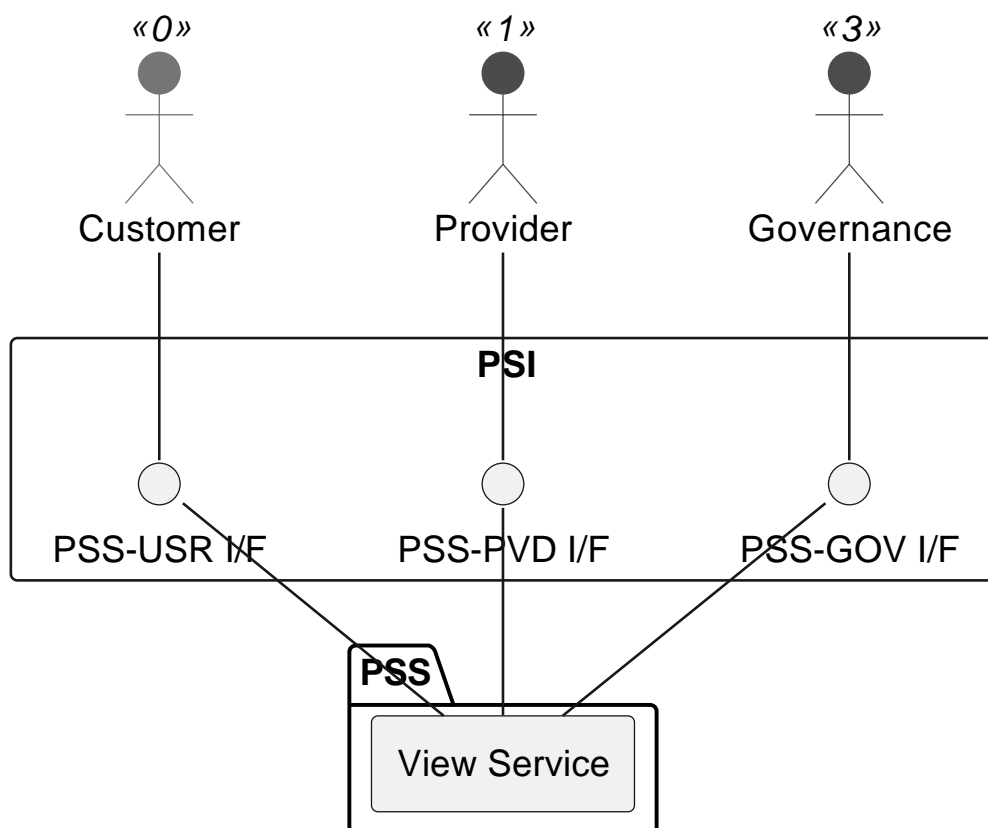 «0» «1» «3»
Customer Provider Governance
PSI
PSS-USR I/F PSS-PVD I/F PSS-GOV I/F
PSS
View Service